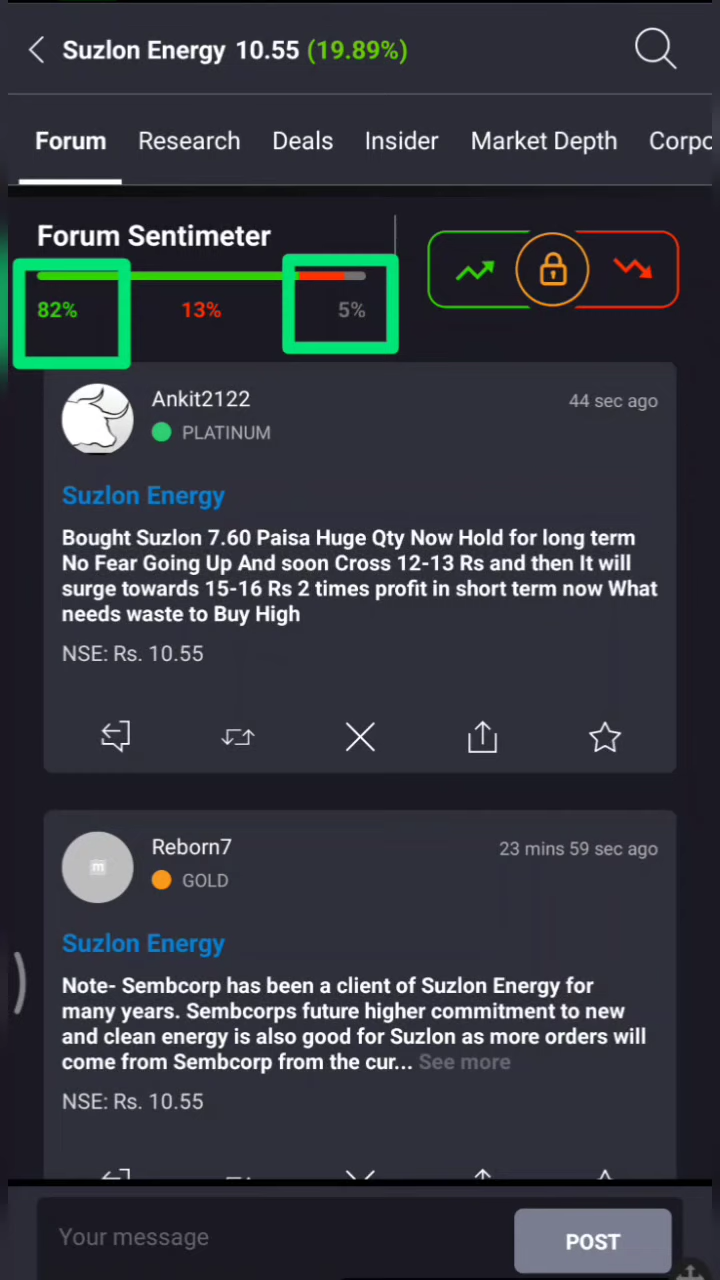 Suzlon Energy 10.55 (19.89%)
Forum Research Deals Insider Market Depth Corpc
Forum Sentimeter
82% 13% 5%
Ankit2122 44 sec ago
PLATINUM
Suzlon Energy
Bought Suzlon 7.60 Paisa Huge Qty Now Hold for long term
No Fear Going Up And soon Cross 12-13 Rs and then It will
surge towards 15-16 Rs 2 times profit in short term now What
needs waste to Buy High
NSE: Rs. 10.55
m
Reborn7 23 mins 59 sec ago
GOLD
Suzlon Energy
Note- Sembcorp has been a client of Suzlon Energy for
many years. Sembcorps future higher commitment to new
and clean energy is also good for Suzlon as more orders will
come from Sembcorp from the cur... See more
NSE: Rs. 10.55
Your message POST